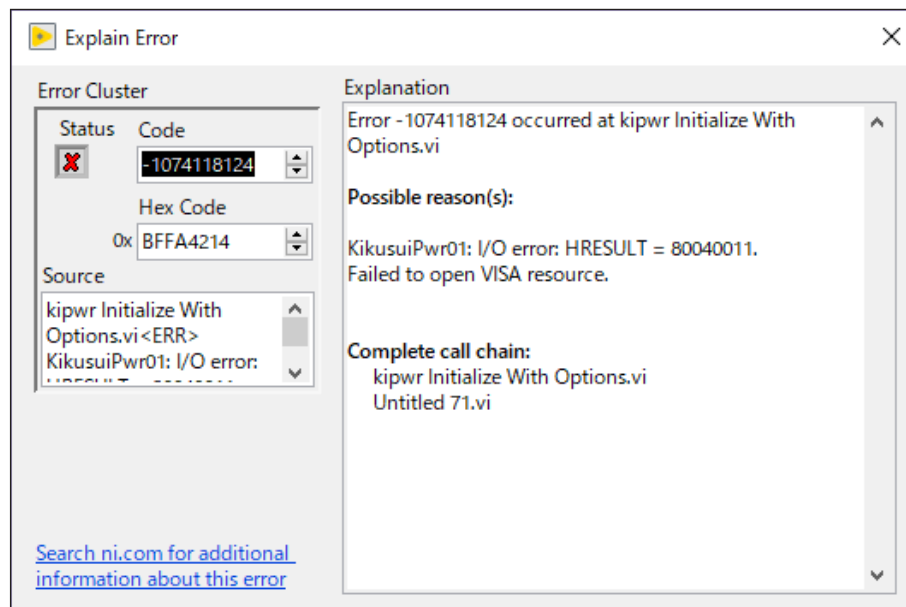 Explain Error
Error Cluster
Status Code
-1074118124
Hex Code
0x BFFA4214
Source
kipwr Initialize With
Options.vi<ERR>
KikusuiPwr01: I/O error:
Explanation
Error -1074118124 occurred at kipwr Initialize With
Options.vi
Possible reason(s):
KikusuiPwr01: I/O error: HRESULT = 80040011.
Failed to open VISA resource.
Complete call chain:
kipwr Initialize With Options.vi
Untitled 71.vi
Search ni.com for additional
information about this error